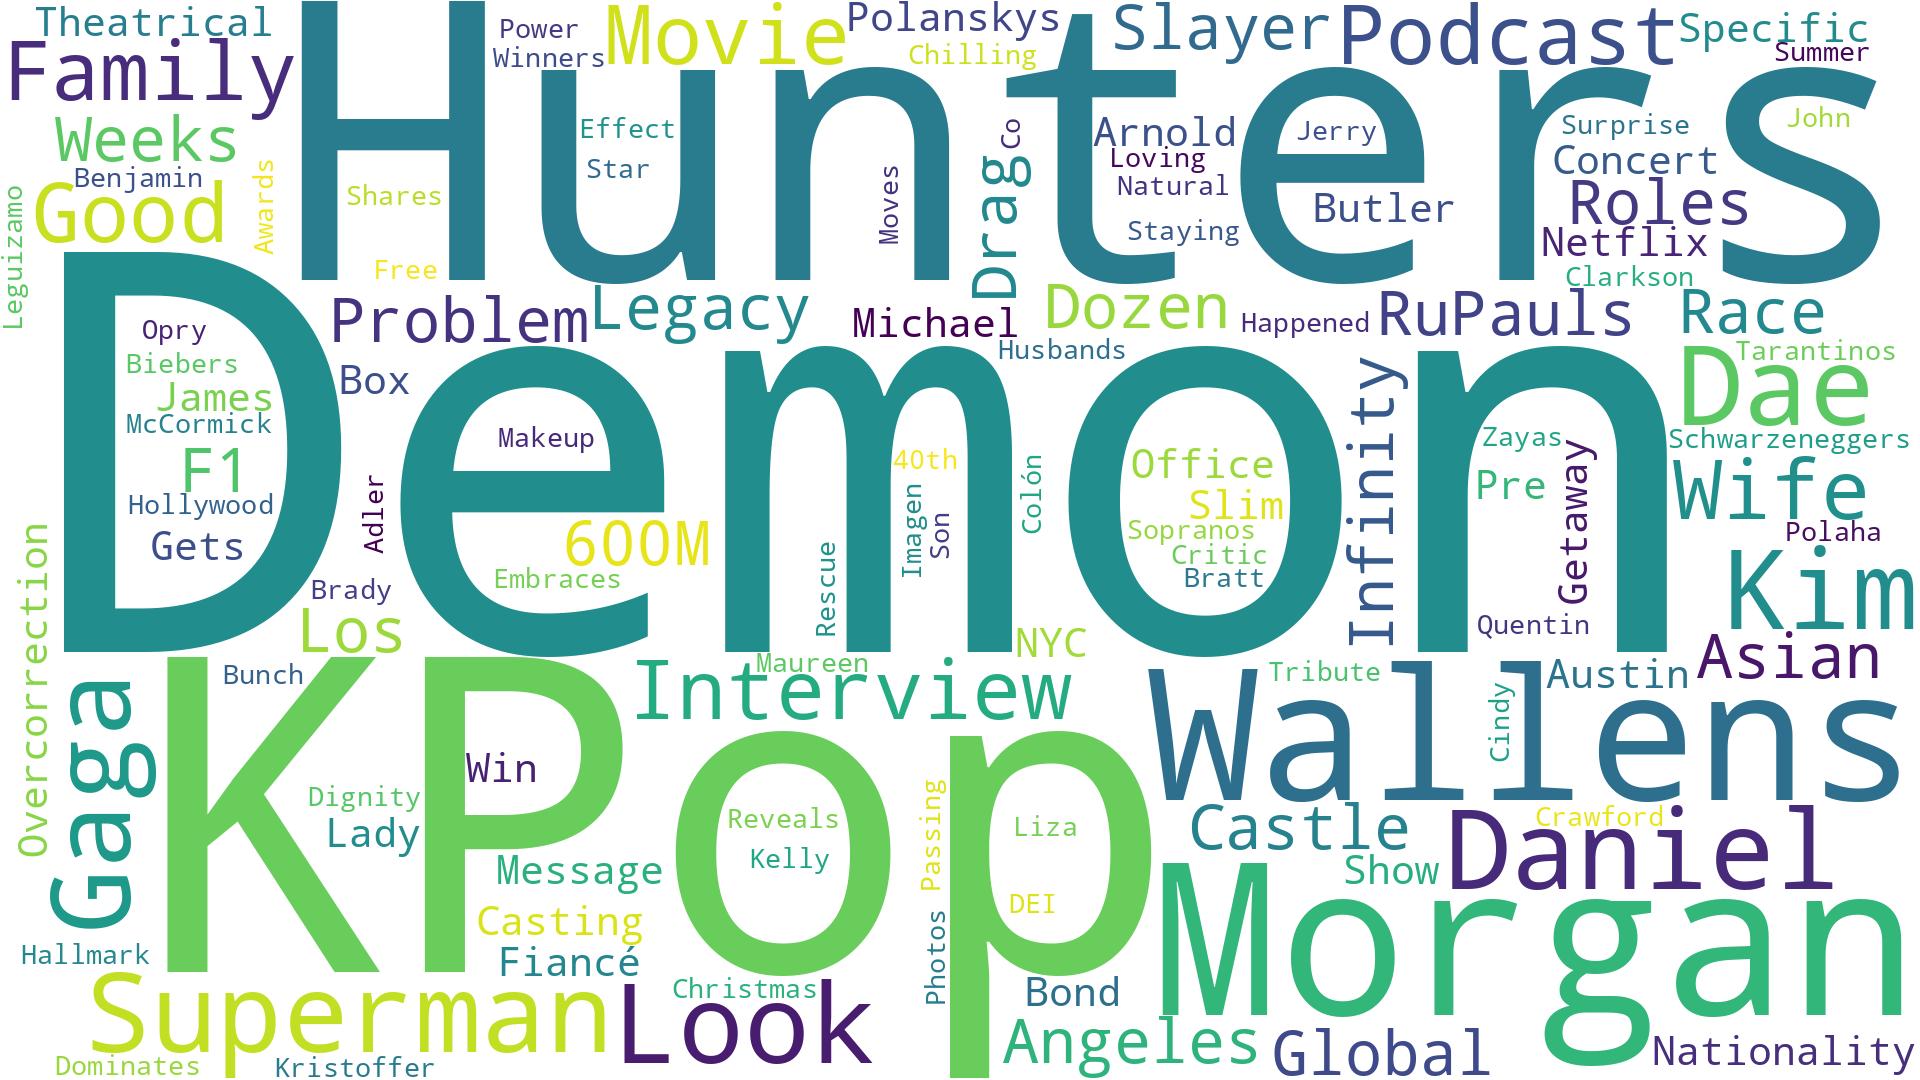 Theatrical
Power
Winners
Movie
Polanskys
Chilling
Slayer
Podcast
Specific
Summer
Family
Hunters
Weeks
Benjamin
Good
Awards
Leguizamo
Effect
Star
Shares
Free
Moves
Drag
Co
Arnold
Loving
Natural
Staying
Jerry
Butler
Surprise
Concert
Roles
Netflix
Clarkson
John
Demon
Opry
Biebers
James
McCormick
F1
Hollywood
Gets
Problem
Legacy
Box
Michael
Dozen
Husbands
Happened
RuPauls
Race
Tarantinos
Dae
Schwarzeneggers
Wife
Polaha
Kim
Asian
Makeup
Adler
600M
Embraces
Brady
Los
40th
Imagen
Son
Rescue
Colón
NYC
Office
Slim
Sopranos
Critic
Bratt
Infinity
Zayas
Pre
Getaway
Quentin
Overcorrection
Gaga
KPop
Bunch
Interview
Maureen
Win
Dignity
Lady
Message
Casting
Fiancé
Reveals
Kelly
Passing
Photos
Liza
DEI
Wallens
Tribute
Cindy
Austin
Castle
Crawford
Show
Daniel
Morgan
Hallmark
Superman
Christmas
Look
Bond
Angeles
Global
Nationality
Dominates
Kristoffer